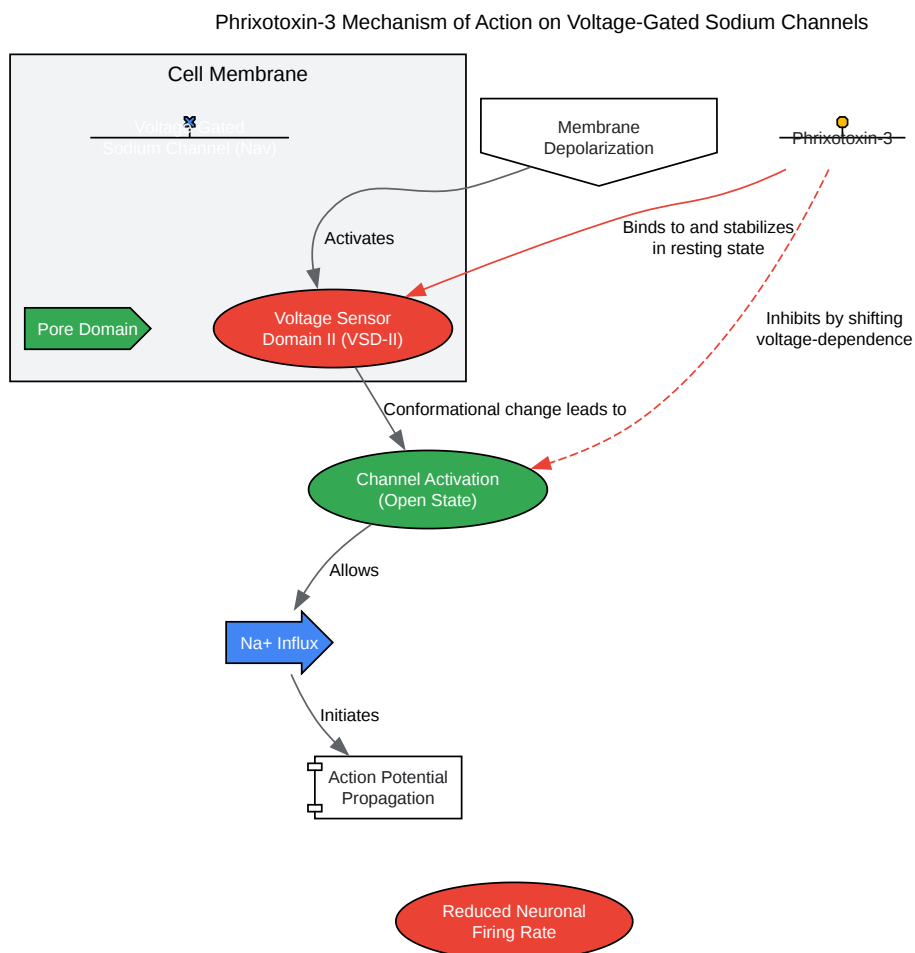 Phrixotoxin-3 Mechanism of Action on Voltage-Gated Sodium Channels
Cell Membrane
Voltage-Gated
Sodium Channel (Nav)
Membrane
Depolarization
Phrixotoxin-3
Activates
Binds to and stabilizes
in resting state
Pore Domain
Voltage Sensor
Domain II (VSD-II)
Inhibits by shifting
voltage-dependence
Conformational change leads to
Channel Activation
(Open State)
Allows
Na+ Influx
Initiates
Action Potential
Propagation
Reduced Neuronal
Firing Rate